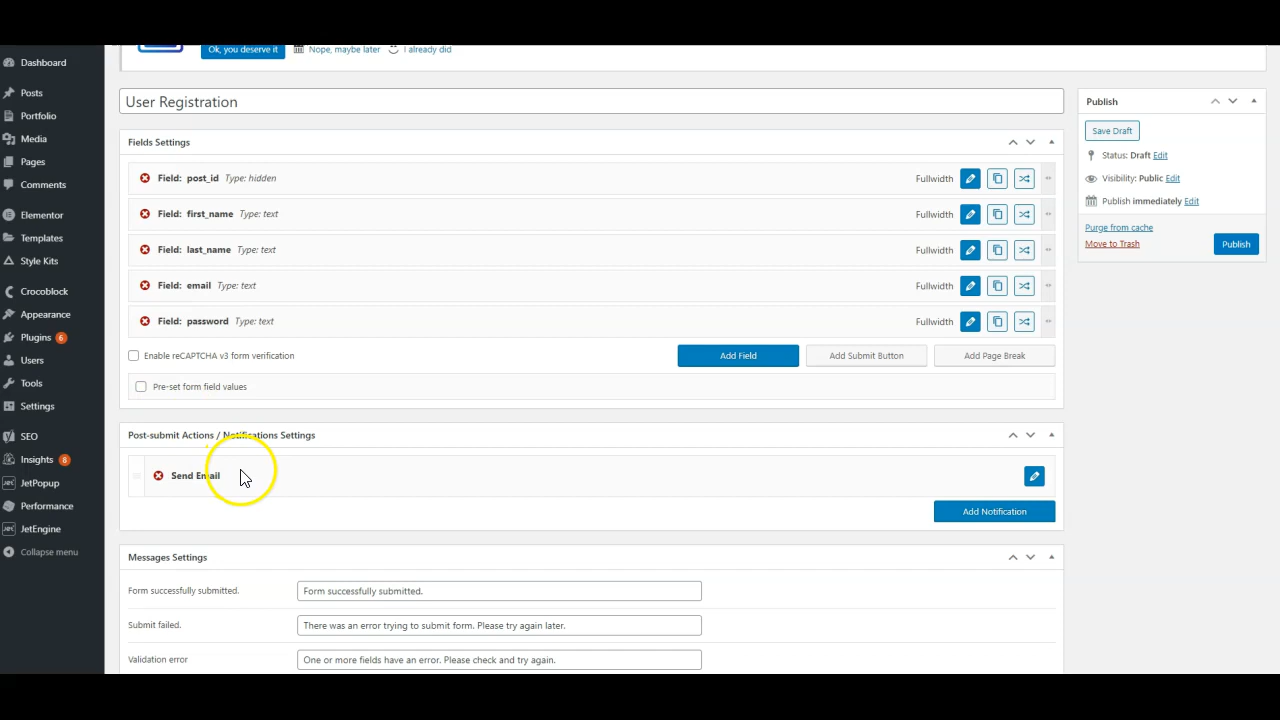 Ok, you deserve it Nope, maybe later I already did
Dashboard
Posts
Portfolio
Media
Pages
Comments
Elementor
Templates
Style Kits
Crocoblock
Appearance
Plugins 6
Users
Tools
Settings
SEO
Insights 8
JetPopup
Performance
JetEngine
Collapse menu
User Registration
Fields Settings
Field: post_id Type: hidden Fullwidth
Field: first_name Type: text Fullwidth
Field: last_name Type: text Fullwidth
Field: email Type: text Fullwidth
Field: password Type: text Fullwidth
Enable reCAPTCHA v3 form verification Add Field Add Submit Button Add Page Break
Pre-set form field values
Post-submit Actions / Notifications Settings
Send Email
Add Notification
Messages Settings
Form successfully submitted. Form successfully submitted.
Submit failed. There was an error trying to submit form. Please try again later.
Validation error One or more fields have an error. Please check and try again.
Publish
Save Draft
Status: Draft Edit
Visibility: Public Edit
Publish immediately Edit
Purge from cache
Move to Trash Publish